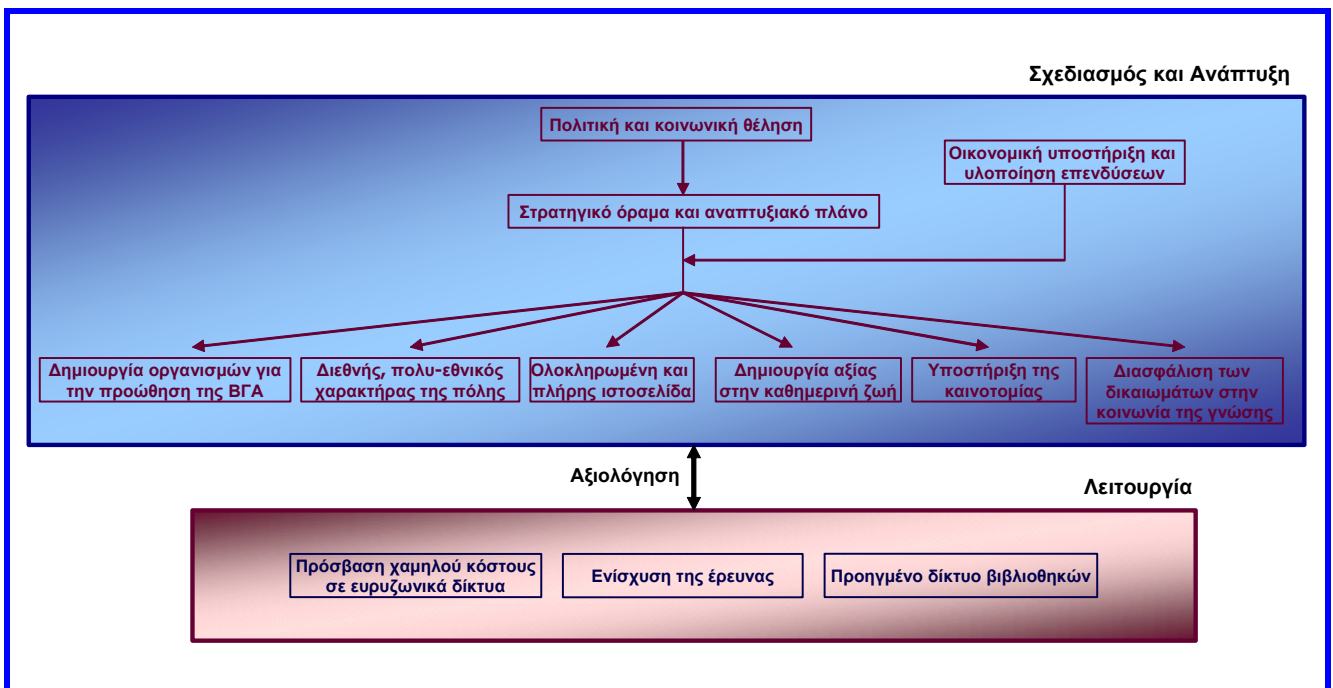 Σχεδιασμός και Ανάπτυξη
Πολιτική και κοινωνική θέληση
Οικονομική υποστήριξη και
υλοποίηση επενδύσεων
Στρατηγικό όραμα και αναπτυξιακό πλάνο
Δημιουργία οργανισμών για
την προώθηση της ΒΓΑ
Διεθνής, πολυ-εθνικός
χαρακτήρας της πόλης
Ολοκληρωμένη και
πλήρης ιστοσελίδα
Δημιουργία αξίας
στην καθημερινή ζωή
Υποστήριξη της
καινοτομίας
Διασφάλιση των
δικαιωμάτων στην
κοινωνία της γνώσης
Αξιολόγηση
Λειτουργία
Πρόσβαση χαμηλού κόστους
σε ευρυζωνικά δίκτυα
Ενίσχυση της έρευνας
Προηγμένο δίκτυο βιβλιοθηκών